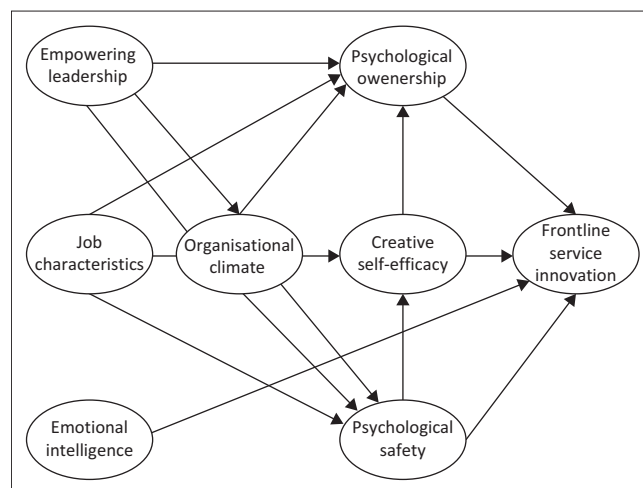 Empowering
leadership
Psychological
owenership
Job
characteristics
Organisational
climate
Creative
self-efficacy
Frontline
service
innovation
Emotional
intelligence
Psychological
safety